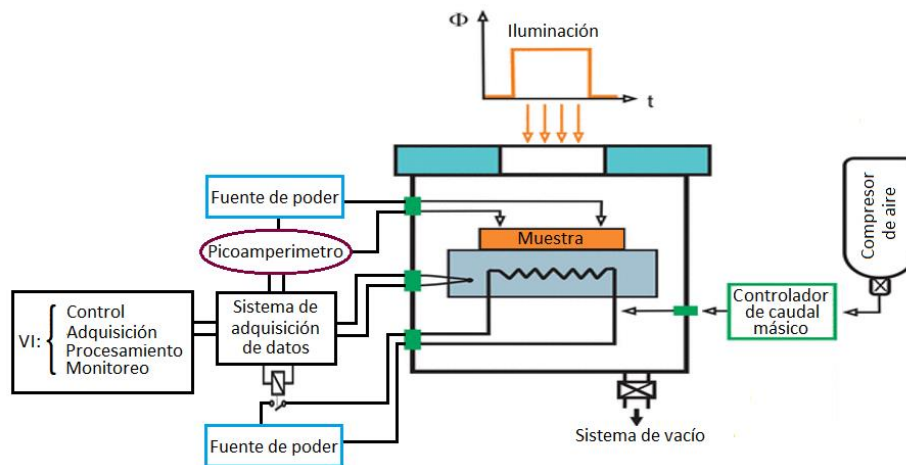 Φ
Iluminación
t
Fuente de poder
Picoamperimetro
Muestra
Compresor
de aire
VI:
Control
Adquisición
Procesamiento
Monitoreo
Sistema de
adquisición
de datos
Controlador
de caudal
másico
Fuente de poder
Sistema de vacío